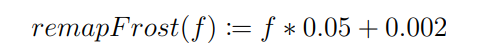 remapFrost(f) := f ∗ 0.05 + 0.002